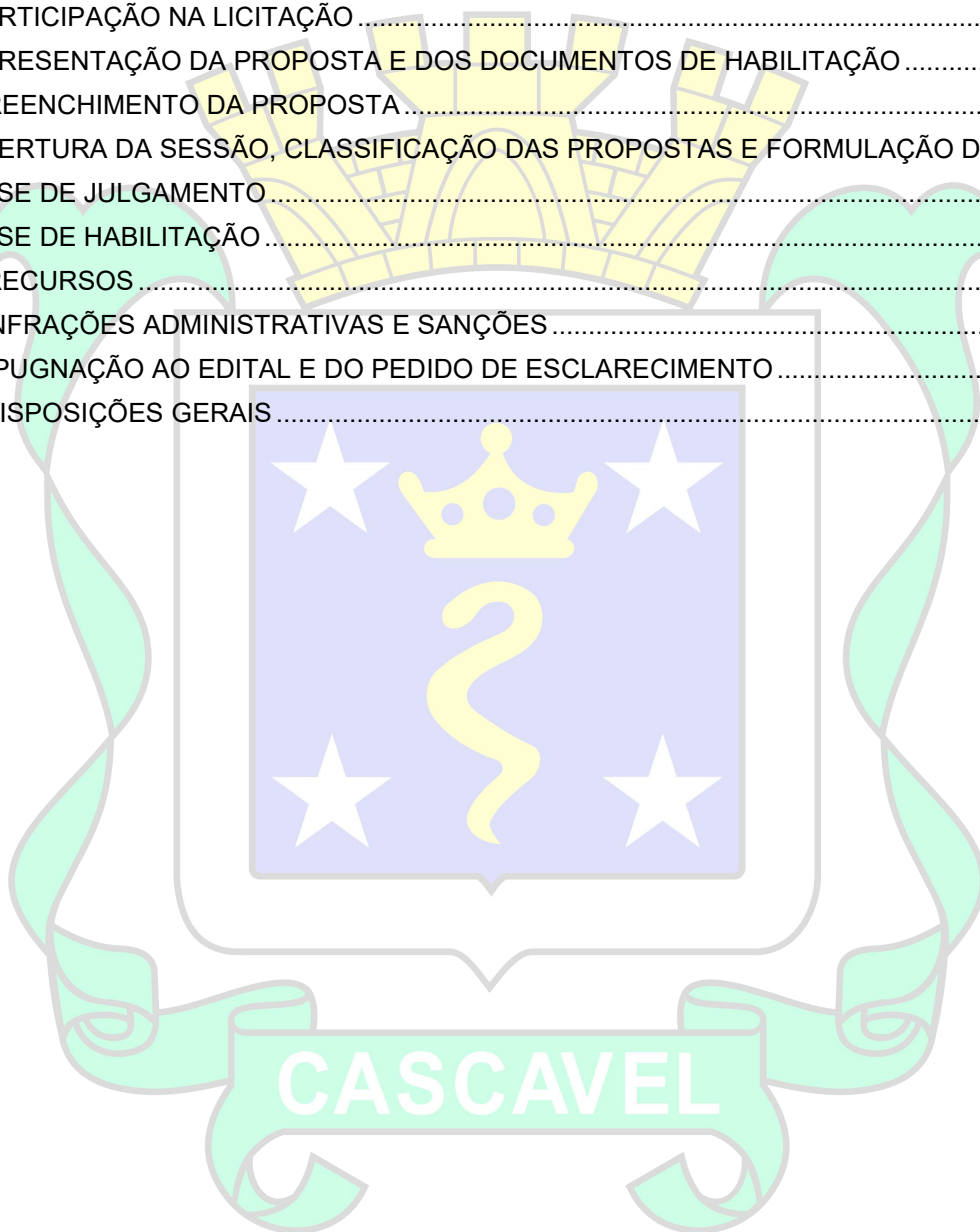 RTICIPAÇÃO NA LICITAÇÃO
RESENTAÇÃO DA PROPOSTA E DOS DOCUMENTOS DE HABILITAÇÃO
REENCHIMENTO DA PROPOSTA
ERTURA DA SESSÃO, CLASSIFICAÇÃO DAS PROPOSTAS E FORMULAÇÃO D
SE DE JULGAMENTO
SE DE HABILITAÇÃO
RECURSOS
NFRAÇÕES ADMINISTRATIVAS E SANÇÕES
PUGNAÇÃO AO EDITAL E DO PEDIDO DE ESCLARECIMENTO
ISPOSIÇÕES GERAIS
CASCAVEL